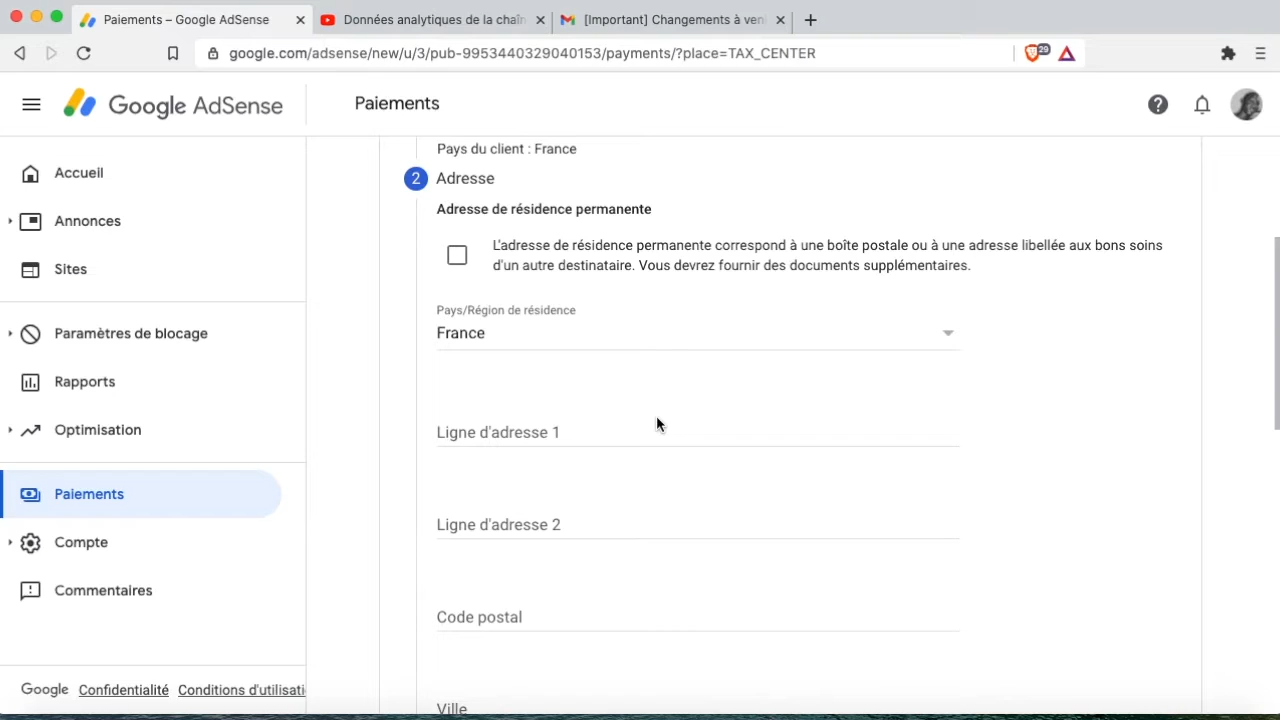 Paiements – Google AdSense
Données analytiques de la chaîn
[Important] Changements à veni
google.com/adsense/new/u/3/pub-9953440329040153/payments/?place=TAX_CENTER
29
Google AdSense
Paiements
Accueil
Annonces
Sites
Paramètres de blocage
Rapports
Optimisation
Paiements
Compte
Commentaires
Google Confidentialité Conditions d'utilisati
Pays du client : France
2 Adresse
Adresse de résidence permanente
L'adresse de résidence permanente correspond à une boîte postale ou à une adresse libellée aux bons soins
d'un autre destinataire. Vous devrez fournir des documents supplémentaires.
Pays/Région de résidence
France
Ligne d'adresse 1
Ligne d'adresse 2
Code postal
Ville